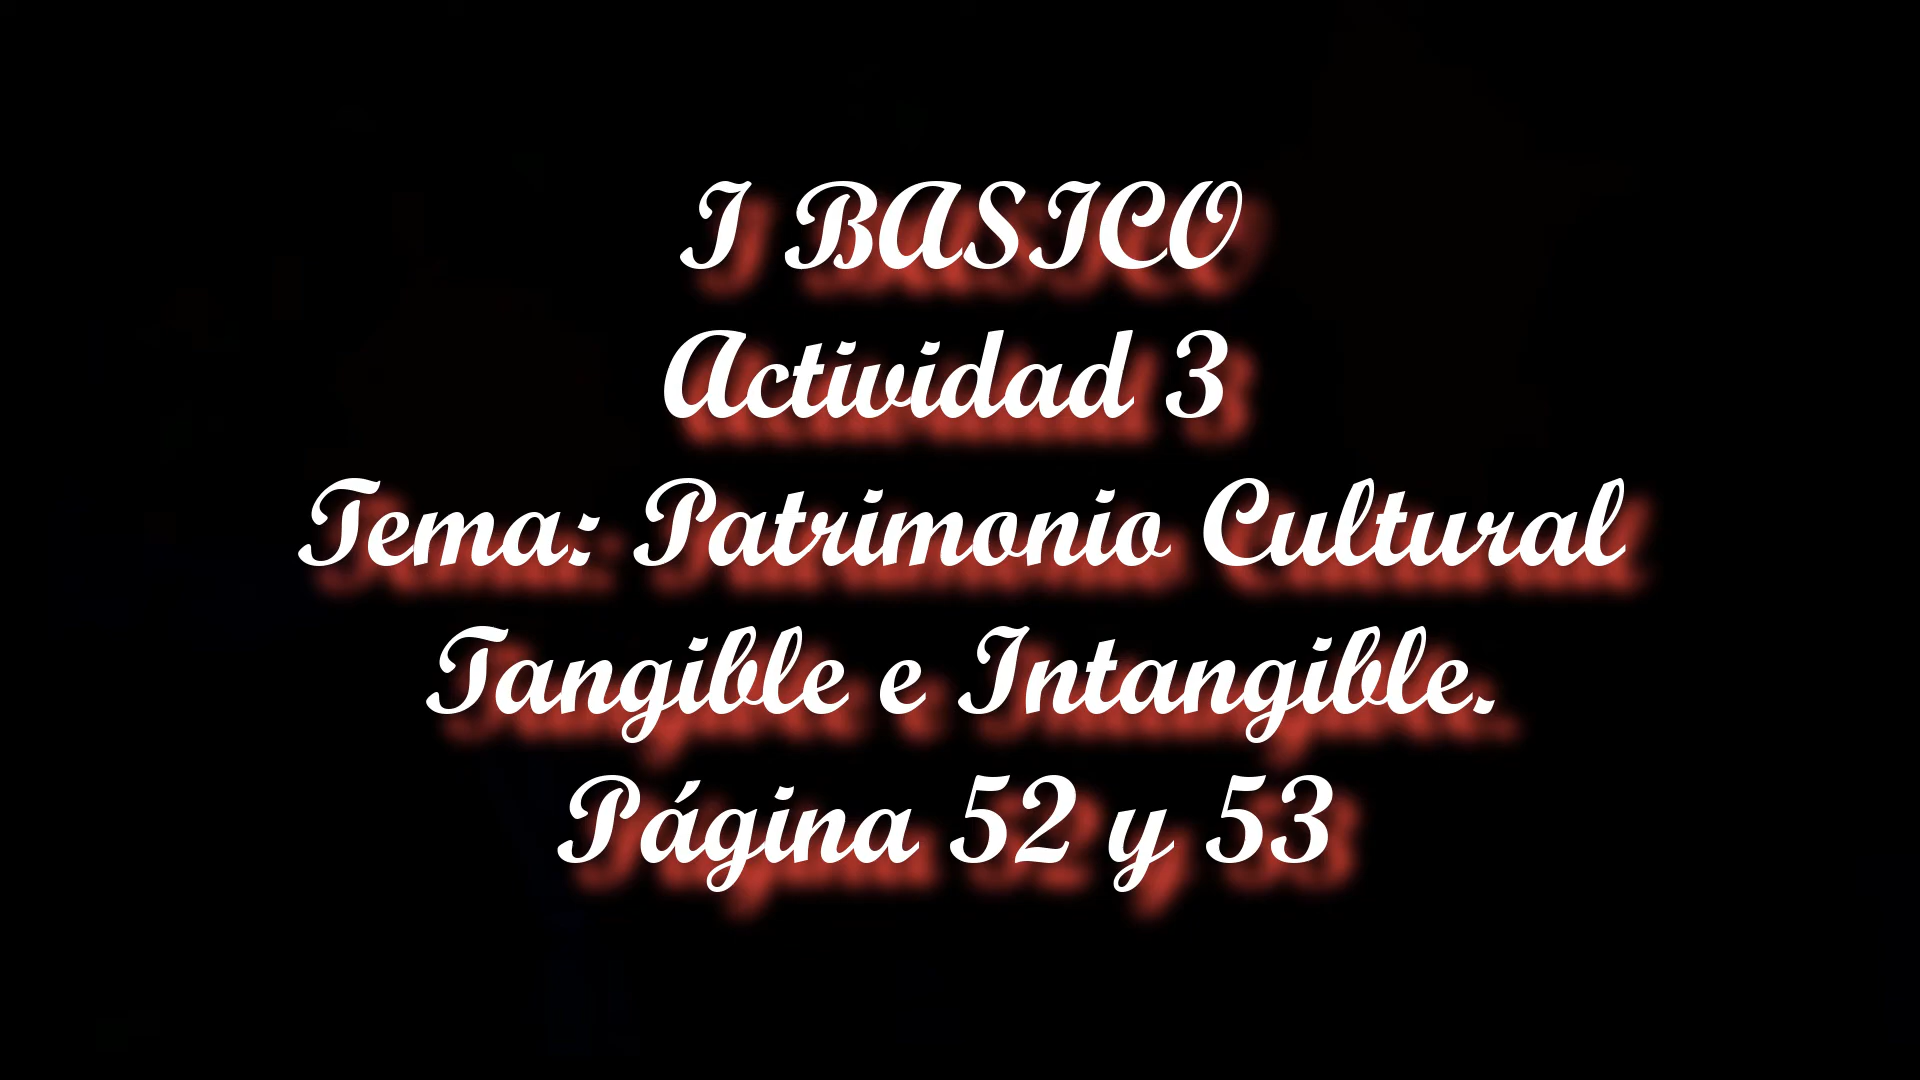 I BASICO
Actividad 3
Tema: Patrimonio Cultural
Tangible e Intangible.
Página 52 y 53